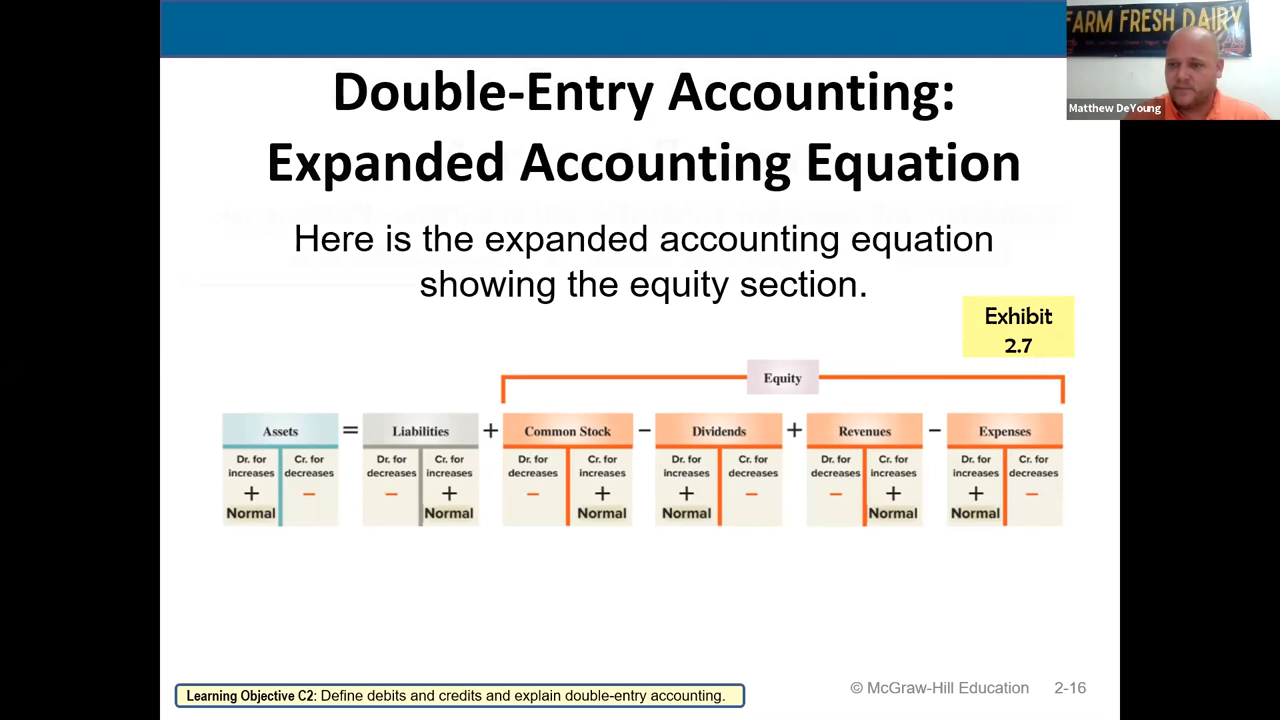 FARM FRESH DAIRY
Matthew DeYoung
Double-Entry Accounting:
Expanded Accounting Equation
Here is the expanded accounting equation
showing the equity section.
Exhibit
2.7
Equity
Assets = Liabilities + Common Stock − Dividends + Revenues − Expenses
Dr. for Cr. for Dr. for Cr. for Dr. for Cr. for Dr. for Cr. for Dr. for Cr. for Dr. for Cr. for
increases decreases decreases increases decreases increases increases decreases decreases increases increases decreases
+ − − + − + + − − + + −
Normal Normal Normal Normal Normal Normal
Learning Objective C2: Define debits and credits and explain double-entry accounting.
© McGraw-Hill Education 2-16